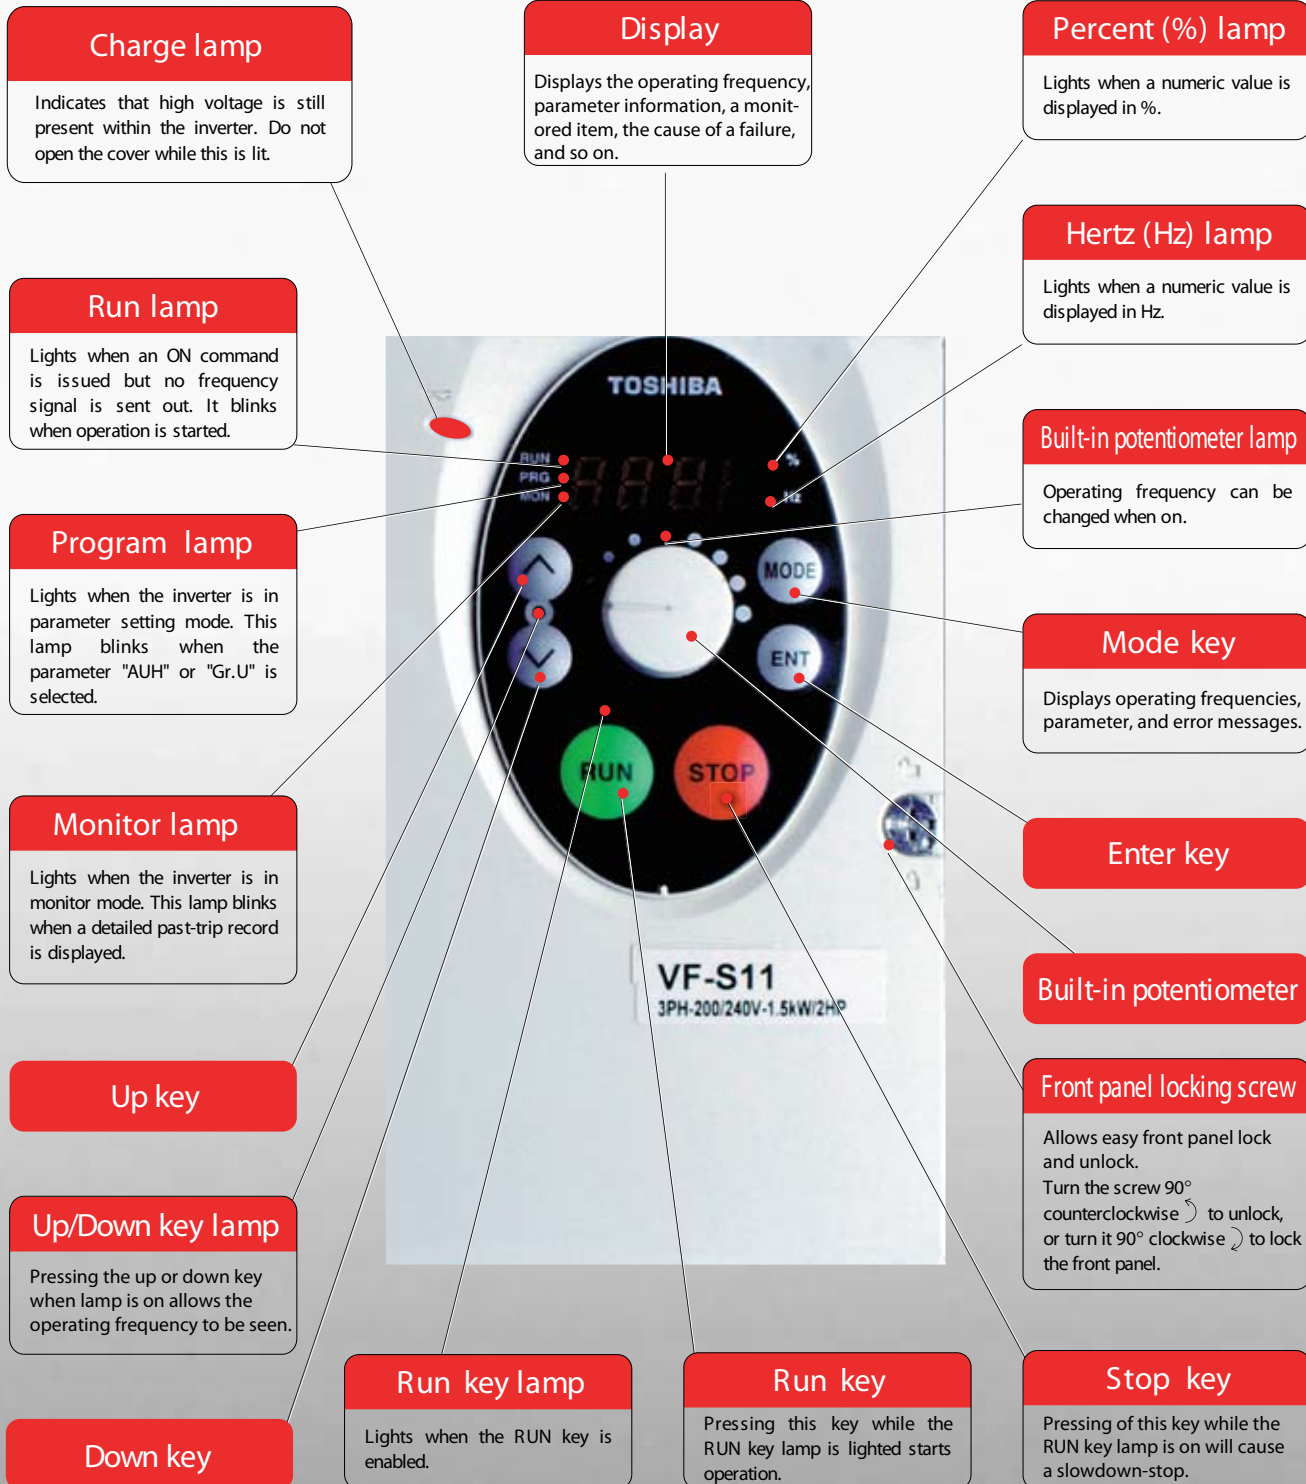 Charge lamp
Indicates that high voltage is still
present within the inverter. Do not
open the cover while this is lit.
Display
Displays the operating frequency,
parameter information, a monit-
ored item, the cause of a failure,
and so on.
Percent (%) lamp
Lights when a numeric value is
displayed in %.
Hertz (Hz) lamp
Lights when a numeric value is
displayed in Hz.
Run lamp
Lights when an ON command
is issued but no frequency
signal is sent out. It blinks
when operation is started.
Built-in potentiometer lamp
Operating frequency can be
changed when on.
Program lamp
Lights when the inverter is in
parameter setting mode. This
lamp blinks when the
parameter "AUH" or "Gr.U" is
selected.
Mode key
Displays operating frequencies,
parameter, and error messages.
Monitor lamp
Lights when the inverter is in
monitor mode. This lamp blinks
when a detailed past-trip record
is displayed.
Enter key
Built-in potentiometer
Up key
Front panel locking screw
Allows easy front panel lock
and unlock.
Turn the screw 90°
counterclockwise to unlock,
or turn it 90° clockwise to lock
the front panel.
Up/Down key lamp
Pressing the up or down key
when lamp is on allows the
operating frequency to be seen.
Down key
Run key lamp
Lights when the RUN key is
enabled.
Run key
Pressing this key while the
RUN key lamp is lighted starts
operation.
Stop key
Pressing of this key while the
RUN key lamp is on will cause
a slowdown-stop.
TOSHIBA
RUN
PRG
MON
%
Hz
MODE
ENT
RUN
STOP
VF-S11
3PH-200/240V-1.5kW/2HP